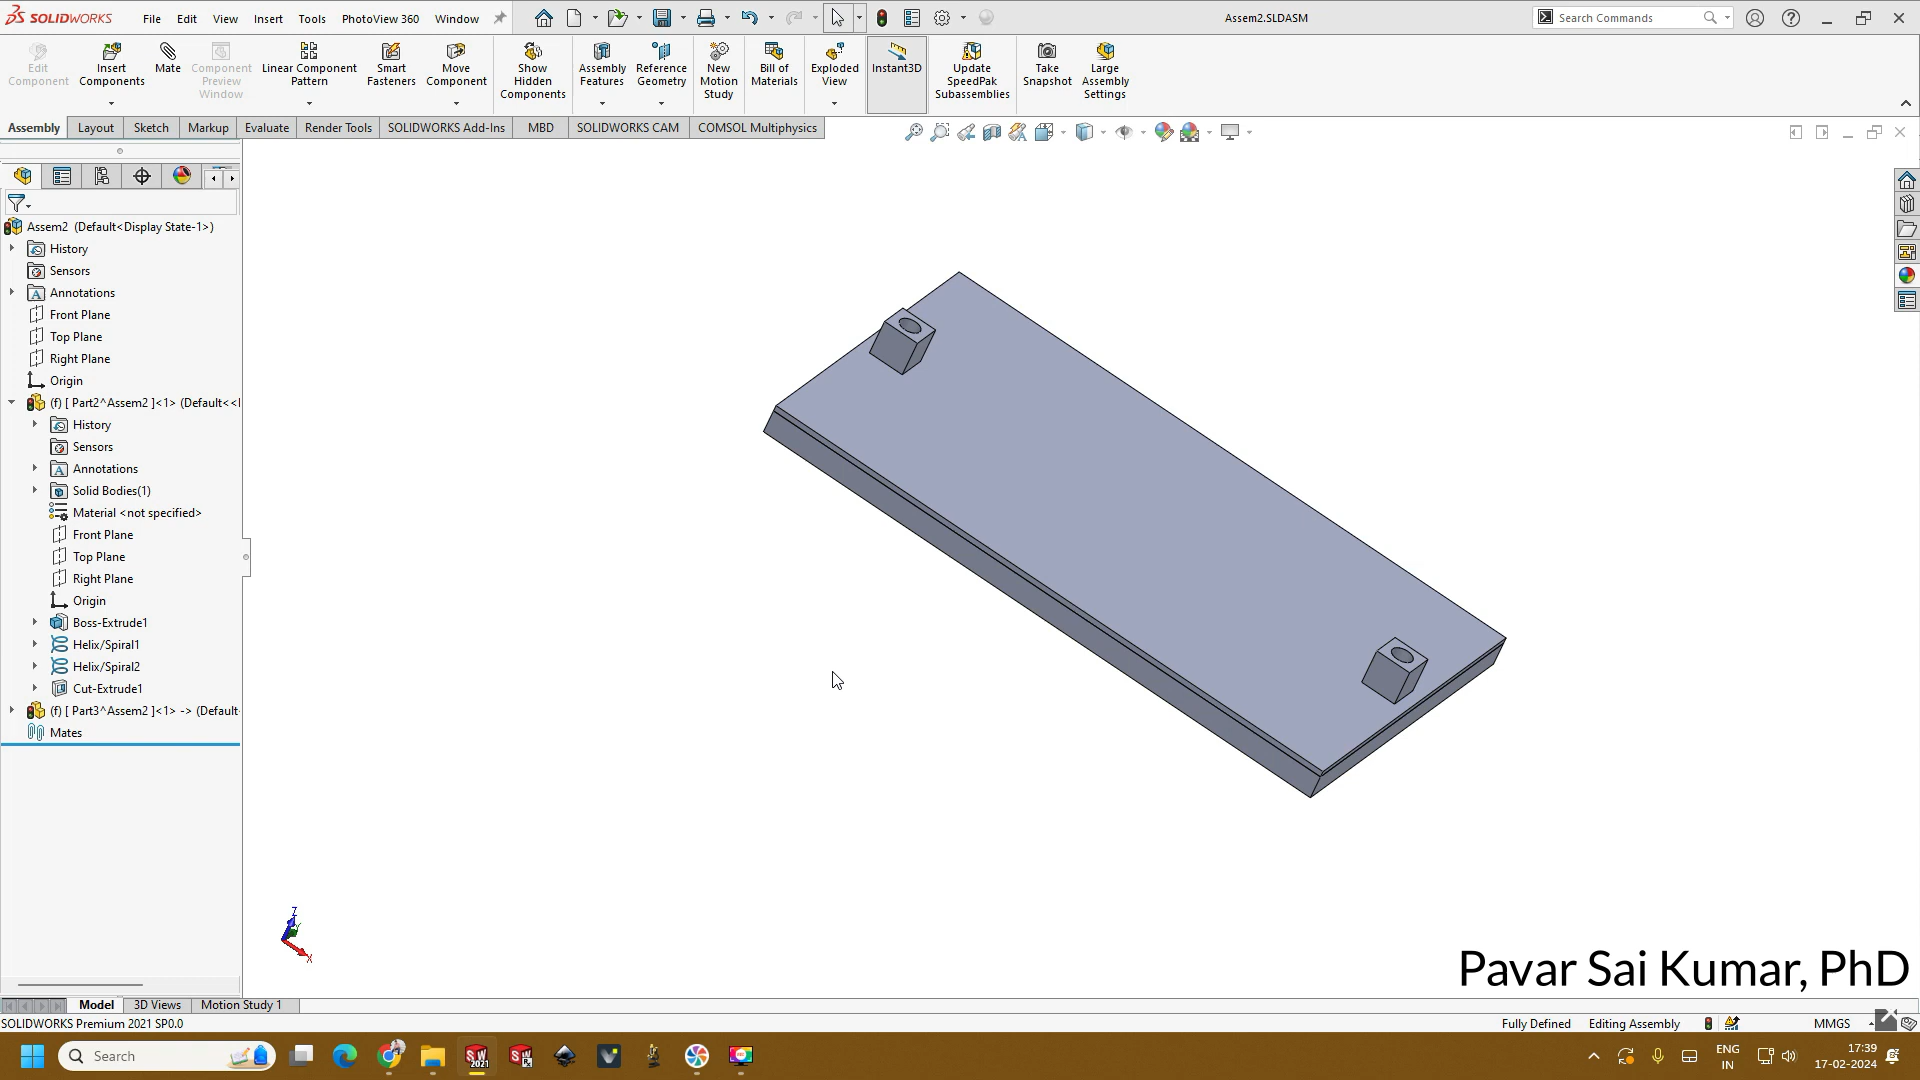 SOLIDWORKS File Edit View Insert Tools PhotoView 360 Window Assem2.SLDASM Search Commands
Edit Component
Insert Components
Mate
Component Preview Window
Linear Component Pattern
Smart Fasteners
Move Component
Show Hidden Components
Assembly Features
Reference Geometry
New Motion Study
Bill of Materials
Exploded View
Instant3D
Update SpeedPak Subassemblies
Take Snapshot
Large Assembly Settings
Assembly Layout Sketch Markup Evaluate Render Tools SOLIDWORKS Add-Ins MBD SOLIDWORKS CAM COMSOL Multiphysics
Assem2 (Default<Display State-1>)
History
Sensors
Annotations
Front Plane
Top Plane
Right Plane
Origin
(f) [ Part2^Assem2 ]<1> (Default<<
History
Sensors
Annotations
Solid Bodies(1)
Material <not specified>
Front Plane
Top Plane
Right Plane
Origin
Boss-Extrude1
Helix/Spiral1
Helix/Spiral2
Cut-Extrude1
(f) [ Part3^Assem2 ]<1> -> (Default
Mates
Z
X
Pavar Sai Kumar, PhD
Model 3D Views Motion Study 1
SOLIDWORKS Premium 2021 SP0.0 Fully Defined Editing Assembly MMGS
Search
ENG
IN
17:39
17-02-2024